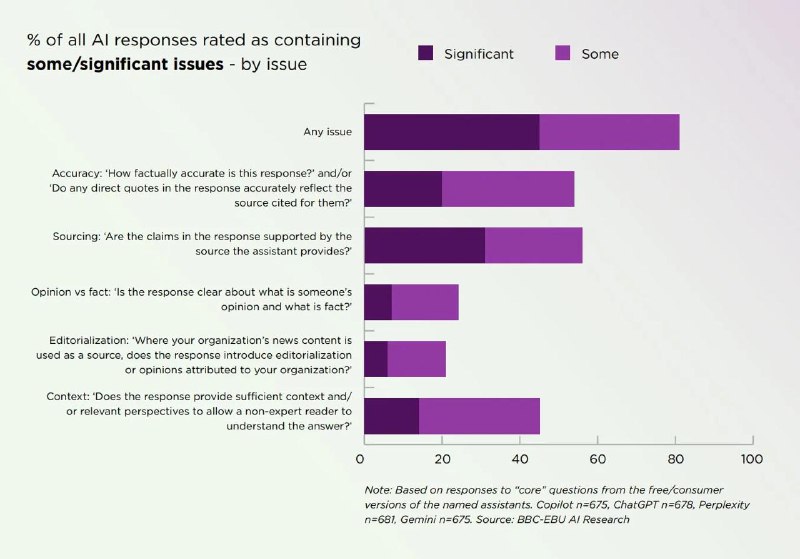 % of all AI responses rated as containing
some/significant issues - by issue
Significant
Some
Any issue
Accuracy: ‘How factually accurate is this response?’ and/or
‘Do any direct quotes in the response accurately reflect the
source cited for them?’
Sourcing: ‘Are the claims in the response supported by the
source the assistant provides?’
Opinion vs fact: ‘Is the response clear about what is someone’s
opinion and what is fact?’
Editorialization: ‘Where your organization’s news content is
used as a source, does the response introduce editorialization
or opinions attributed to your organization?’
Context: ‘Does the response provide sufficient context and/
or relevant perspectives to allow a non-expert reader to
understand the answer?’
0 20 40 60 80 100
Note: Based on responses to “core” questions from the free/consumer
versions of the named assistants. Copilot n=675, ChatGPT n=678, Perplexity
n=681, Gemini n=675. Source: BBC-EBU AI Research